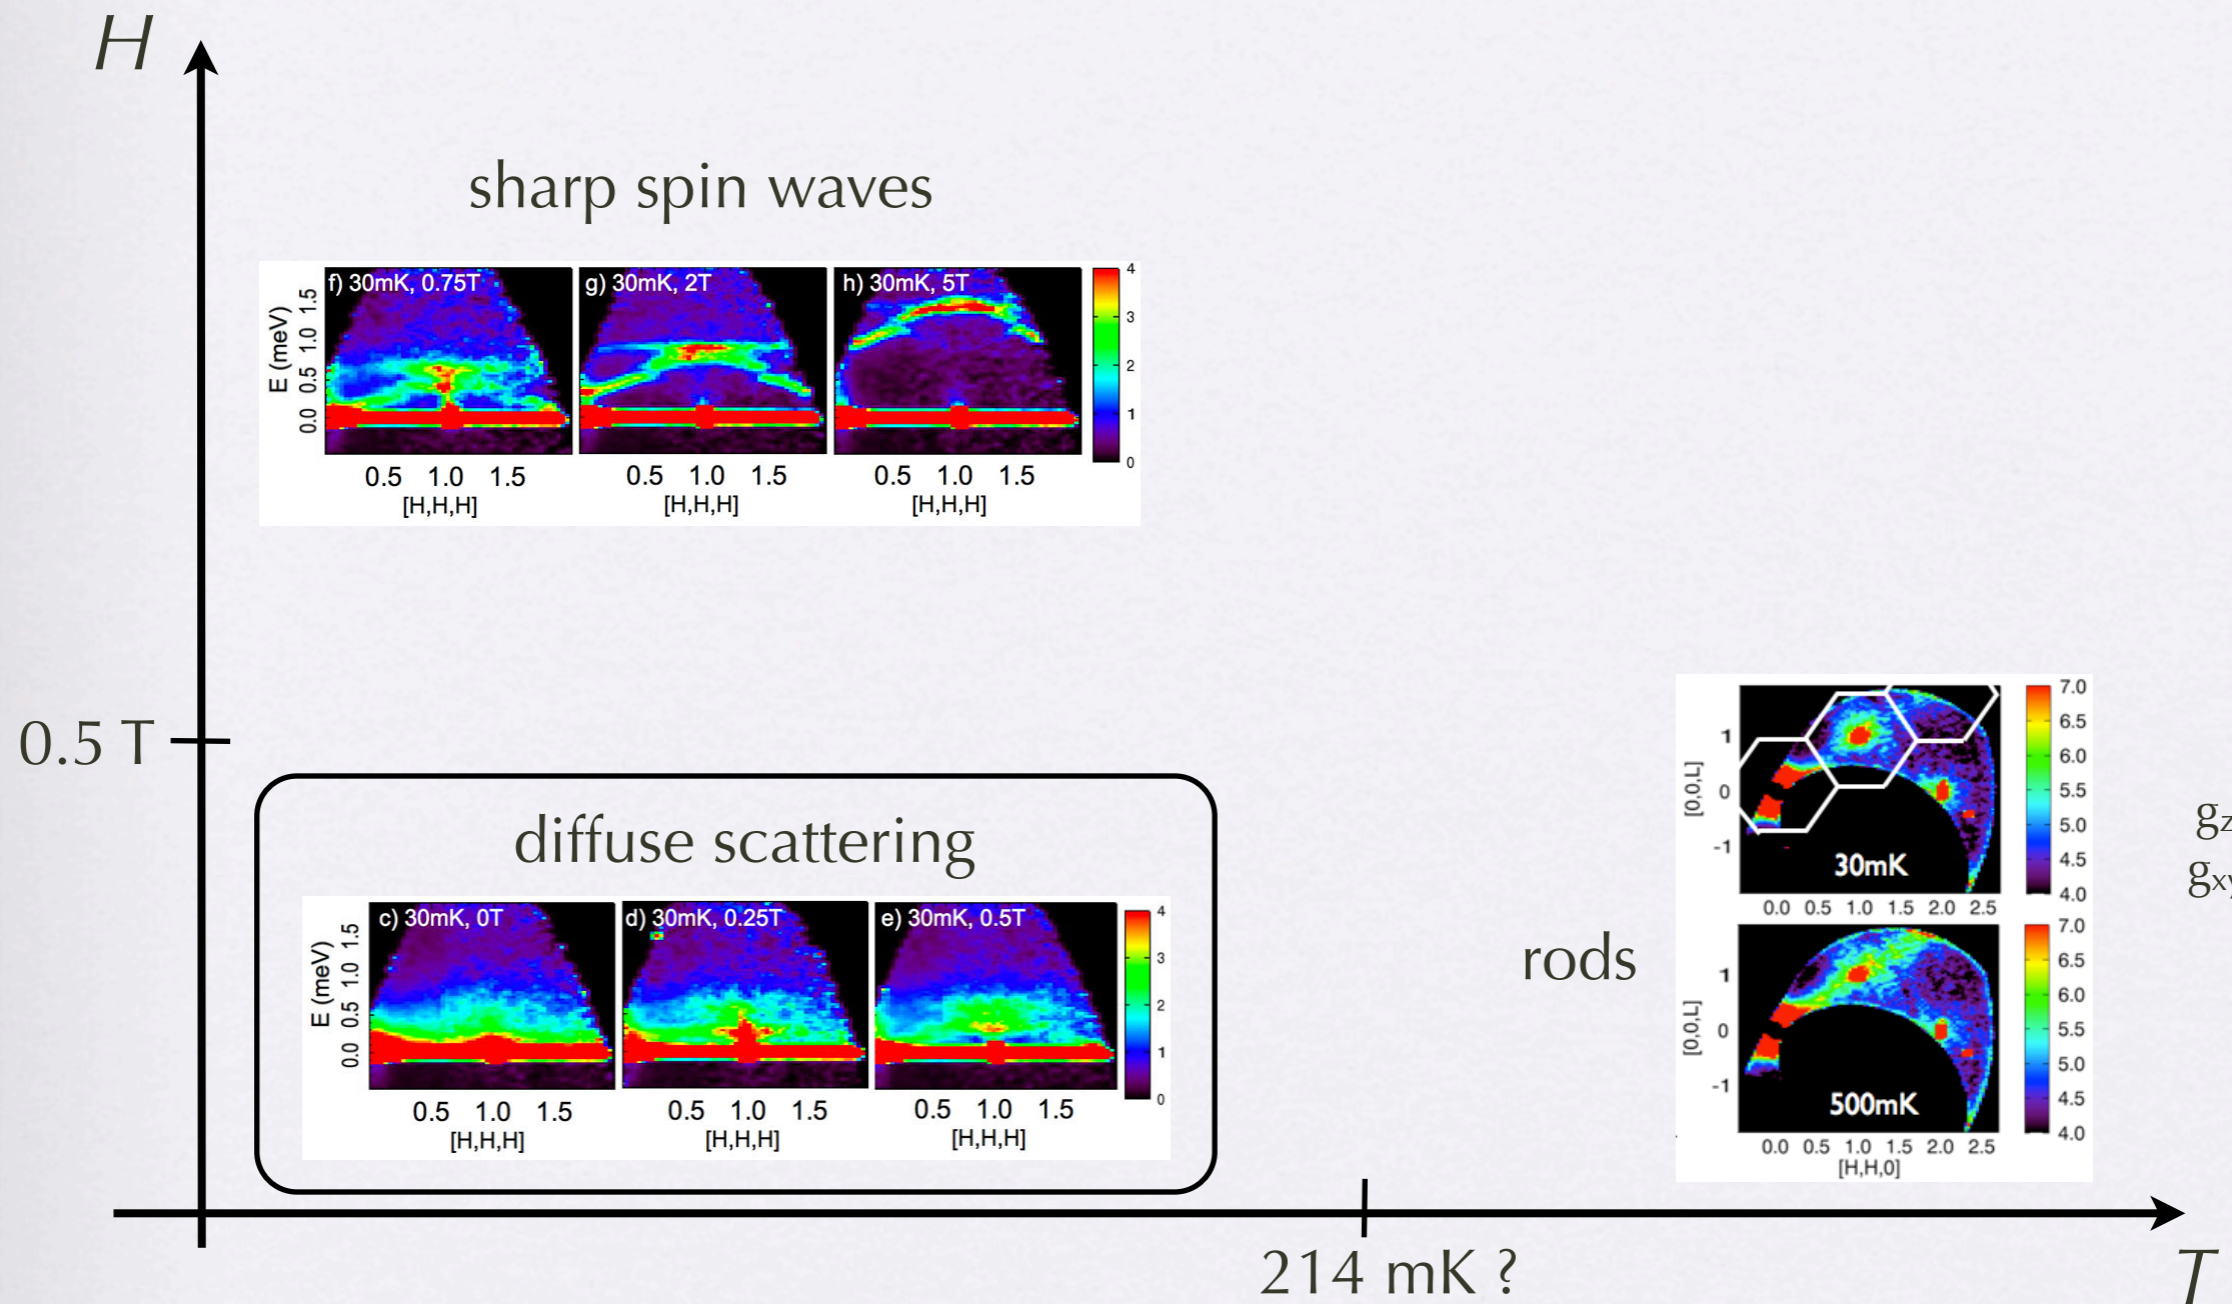 H
sharp spin waves
f) 30mK, 0.75T
g) 30mK, 2T
h) 30mK, 5T
E (meV)
0.0 0.5 1.0 1.5
4
3
2
1
0
0.5 1.0 1.5
[H,H,H]
0.5 1.0 1.5
[H,H,H]
0.5 1.0 1.5
[H,H,H]
0.5 T
diffuse scattering
c) 30mK, 0T
d) 30mK, 0.25T
e) 30mK, 0.5T
E (meV)
0.0 0.5 1.0 1.5
4
3
2
1
0
0.5 1.0 1.5
[H,H,H]
0.5 1.0 1.5
[H,H,H]
0.5 1.0 1.5
[H,H,H]
rods
[0,0,L]
1
0
-1
30mK
0.0 0.5 1.0 1.5 2.0 2.5
7.0
6.5
6.0
5.5
5.0
4.5
4.0
[0,0,L]
1
0
-1
500mK
0.0 0.5 1.0 1.5 2.0 2.5
[H,H,0]
7.0
6.5
6.0
5.5
5.0
4.5
4.0
gz
gxy
214 mK ?
T